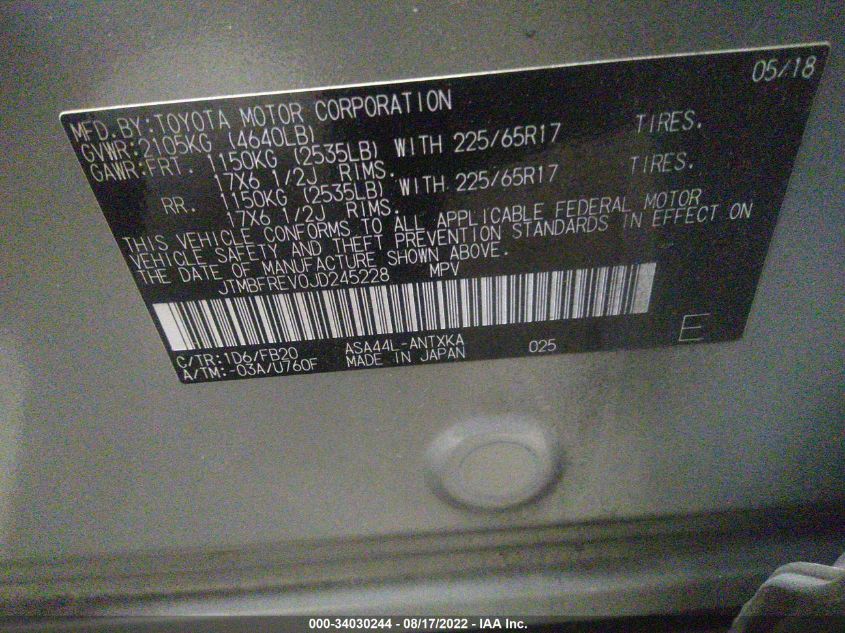 05/18
MFD.BY:TOYOTA MOTOR CORPORATION
GVWR:2105KG (4640LB)
GAWR:FRT. 1150KG (2535LB) WITH 225/65R17 TIRES.
17X6 1/2J RIMS.
RR. 1150KG (2535LB) WITH 225/65R17 TIRES.
17X6 1/2J RIMS.
THIS VEHICLE CONFORMS TO ALL APPLICABLE FEDERAL MOTOR
VEHICLE SAFETY AND THEFT PREVENTION STANDARDS IN EFFECT ON
THE DATE OF MANUFACTURE SHOWN ABOVE.
JTMBFREV0JD245228 MPV
C/TR:1D6/FB20 ASA44L-ANTXKA 025 E
A/TM:-03A/U760F MADE IN JAPAN
000-34030244 - 08/17/2022 - IAA Inc.